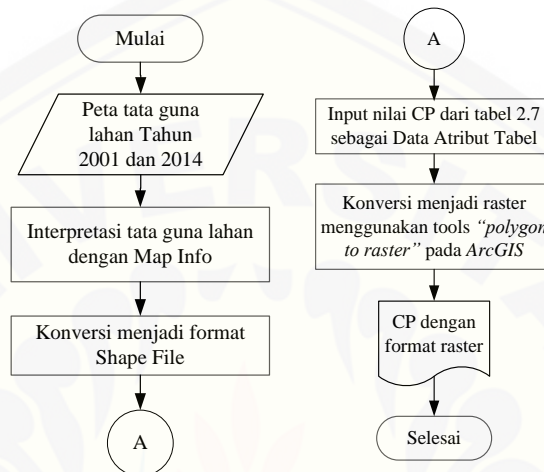 Mulai
Peta tata guna
lahan Tahun
2001 dan 2014
Interpretasi tata guna lahan
dengan Map Info
Konversi menjadi format
Shape File
A
A
Input nilai CP dari tabel 2.7
sebagai Data Atribut Tabel
Konversi menjadi raster
menggunakan tools “polygon
to raster” pada ArcGIS
CP dengan
format raster
Selesai